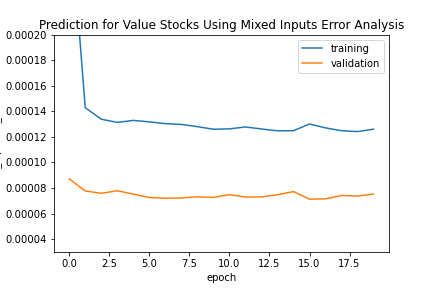 Prediction for Value Stocks Using Mixed Inputs Error Analysis
0.00020
0.00018
0.00016
0.00014
0.00012
0.00010
0.00008
0.00006
0.00004
training
validation
0.0 2.5 5.0 7.5 10.0 12.5 15.0 17.5
epoch